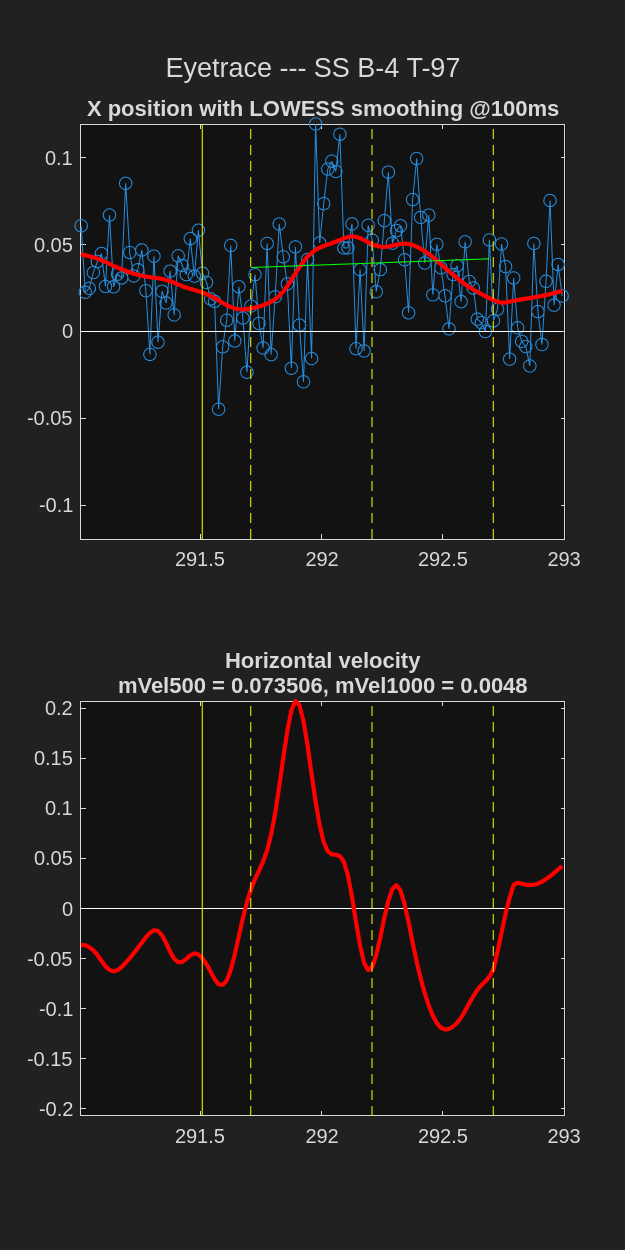 Eyetrace --- SS B-4 T-97
X position with LOWESS smoothing @100ms
0.1
0.05
0
-0.05
-0.1
291.5 292 292.5 293
Horizontal velocity
mVel500 = 0.073506, mVel1000 = 0.0048
0.2
0.15
0.1
0.05
0
-0.05
-0.1
-0.15
-0.2
291.5 292 292.5 293